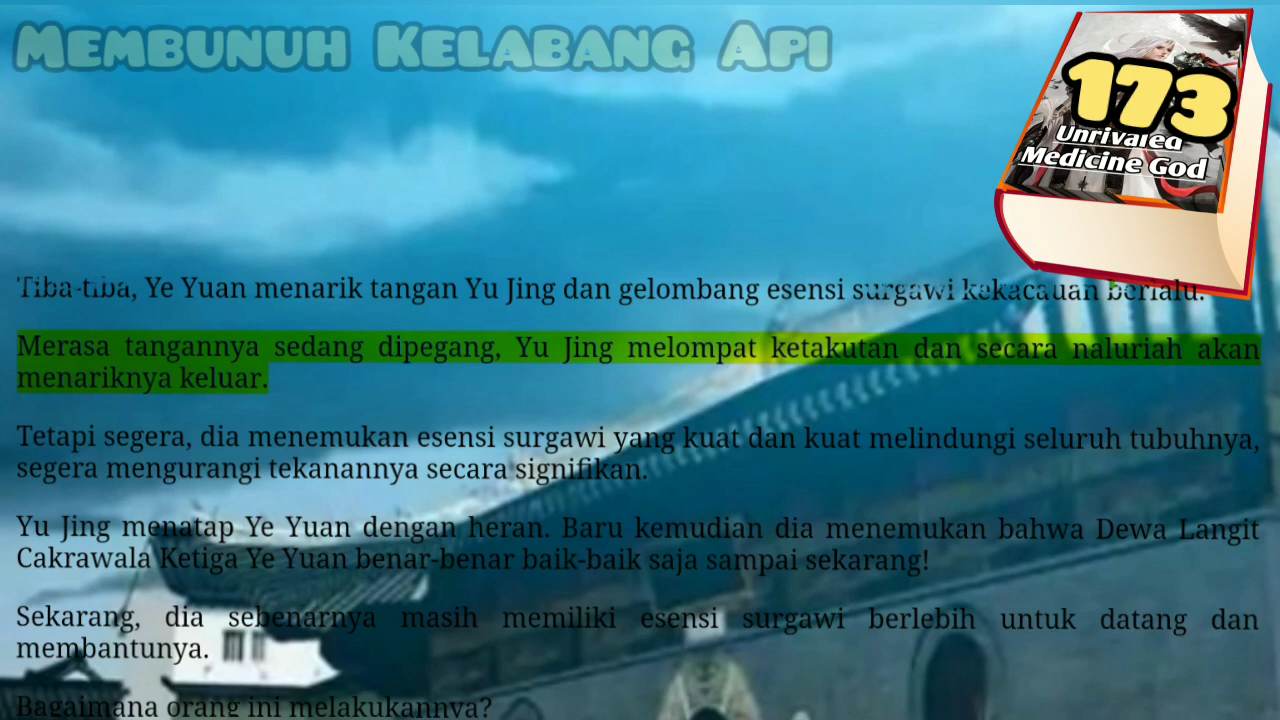 Membunuh Kelabang Api
173
Unrivaled
Medicine God
Tiba-tiba, Ye Yuan menarik tangan Yu Jing dan gelombang esensi surgawi kekacauan berlalu.
Merasa tangannya sedang dipegang, Yu Jing melompat ketakutan dan secara naluriah akan
menariknya keluar.
Tetapi segera, dia menemukan esensi surgawi yang kuat dan kuat melindungi seluruh tubuhnya,
segera mengurangi tekanannya secara signifikan.
Yu Jing menatap Ye Yuan dengan heran. Baru kemudian dia menemukan bahwa Dewa Langit
Cakrawala Ketiga Ye Yuan benar-benar baik-baik saja sampai sekarang!
Sekarang, dia sebenarnya masih memiliki esensi surgawi berlebih untuk datang dan
membantunya.
Bagaimana orang ini melakukannya?